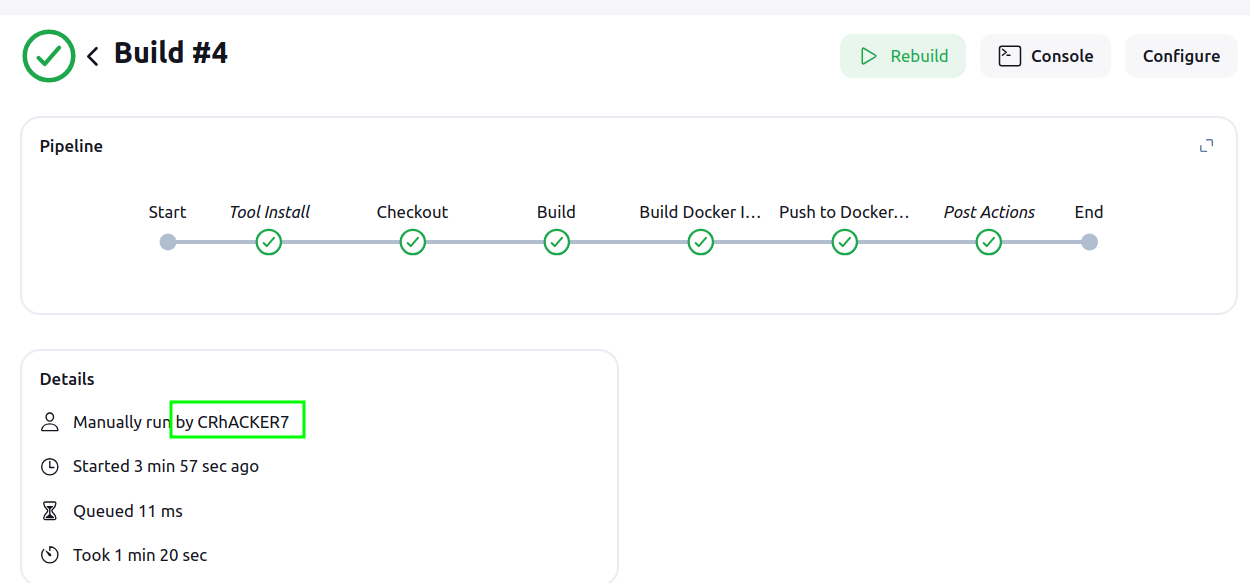 Build #4
Rebuild
Console
Configure
Pipeline
Start Tool Install Checkout Build Build Docker I... Push to Docker... Post Actions End
Details
Manually run by CRhACKER7
Started 3 min 57 sec ago
Queued 11 ms
Took 1 min 20 sec